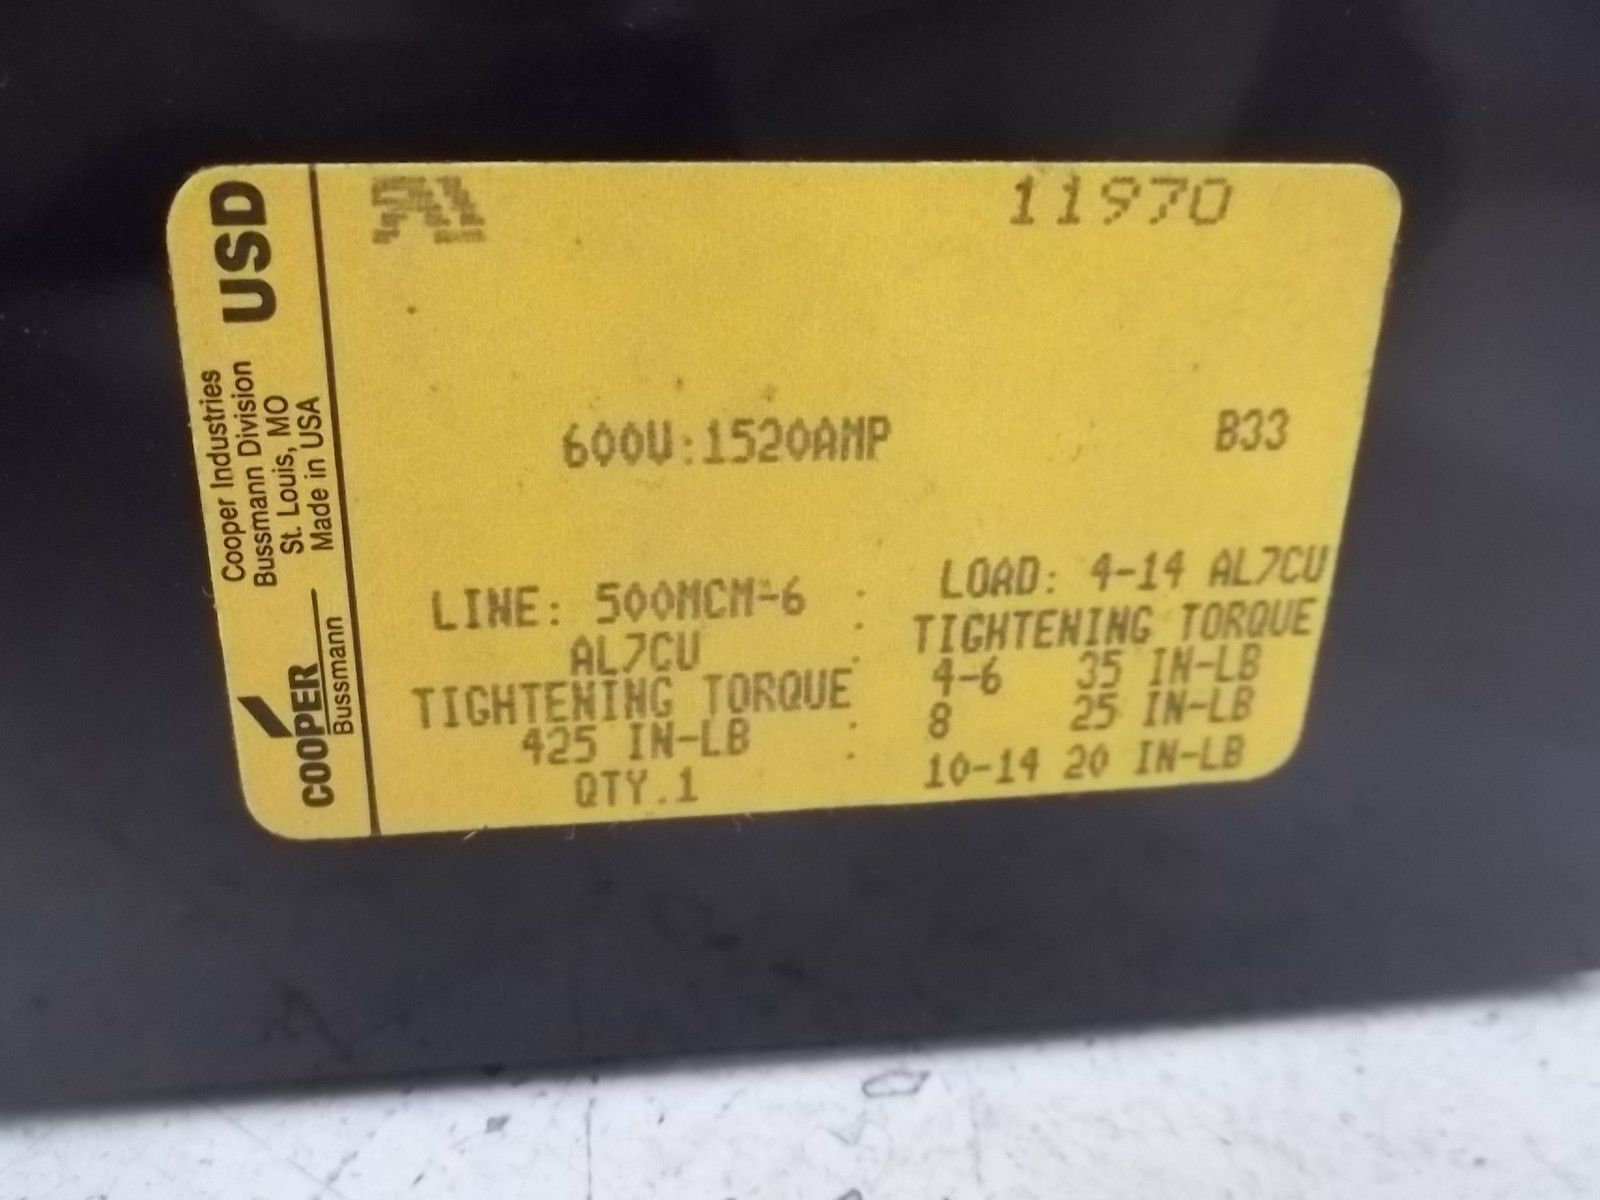 USD
Cooper Industries
Bussmann Division
St. Louis, MO
Made in USA
COOPER
Bussmann
11970
600V:1520AMP
B33
LINE: 500MCM-6
AL7CU
TIGHTENING TORQUE
425 IN-LB
QTY.1
LOAD: 4-14 AL7CU
TIGHTENING TORQUE
4-6 35 IN-LB
8 25 IN-LB
10-14 20 IN-LB